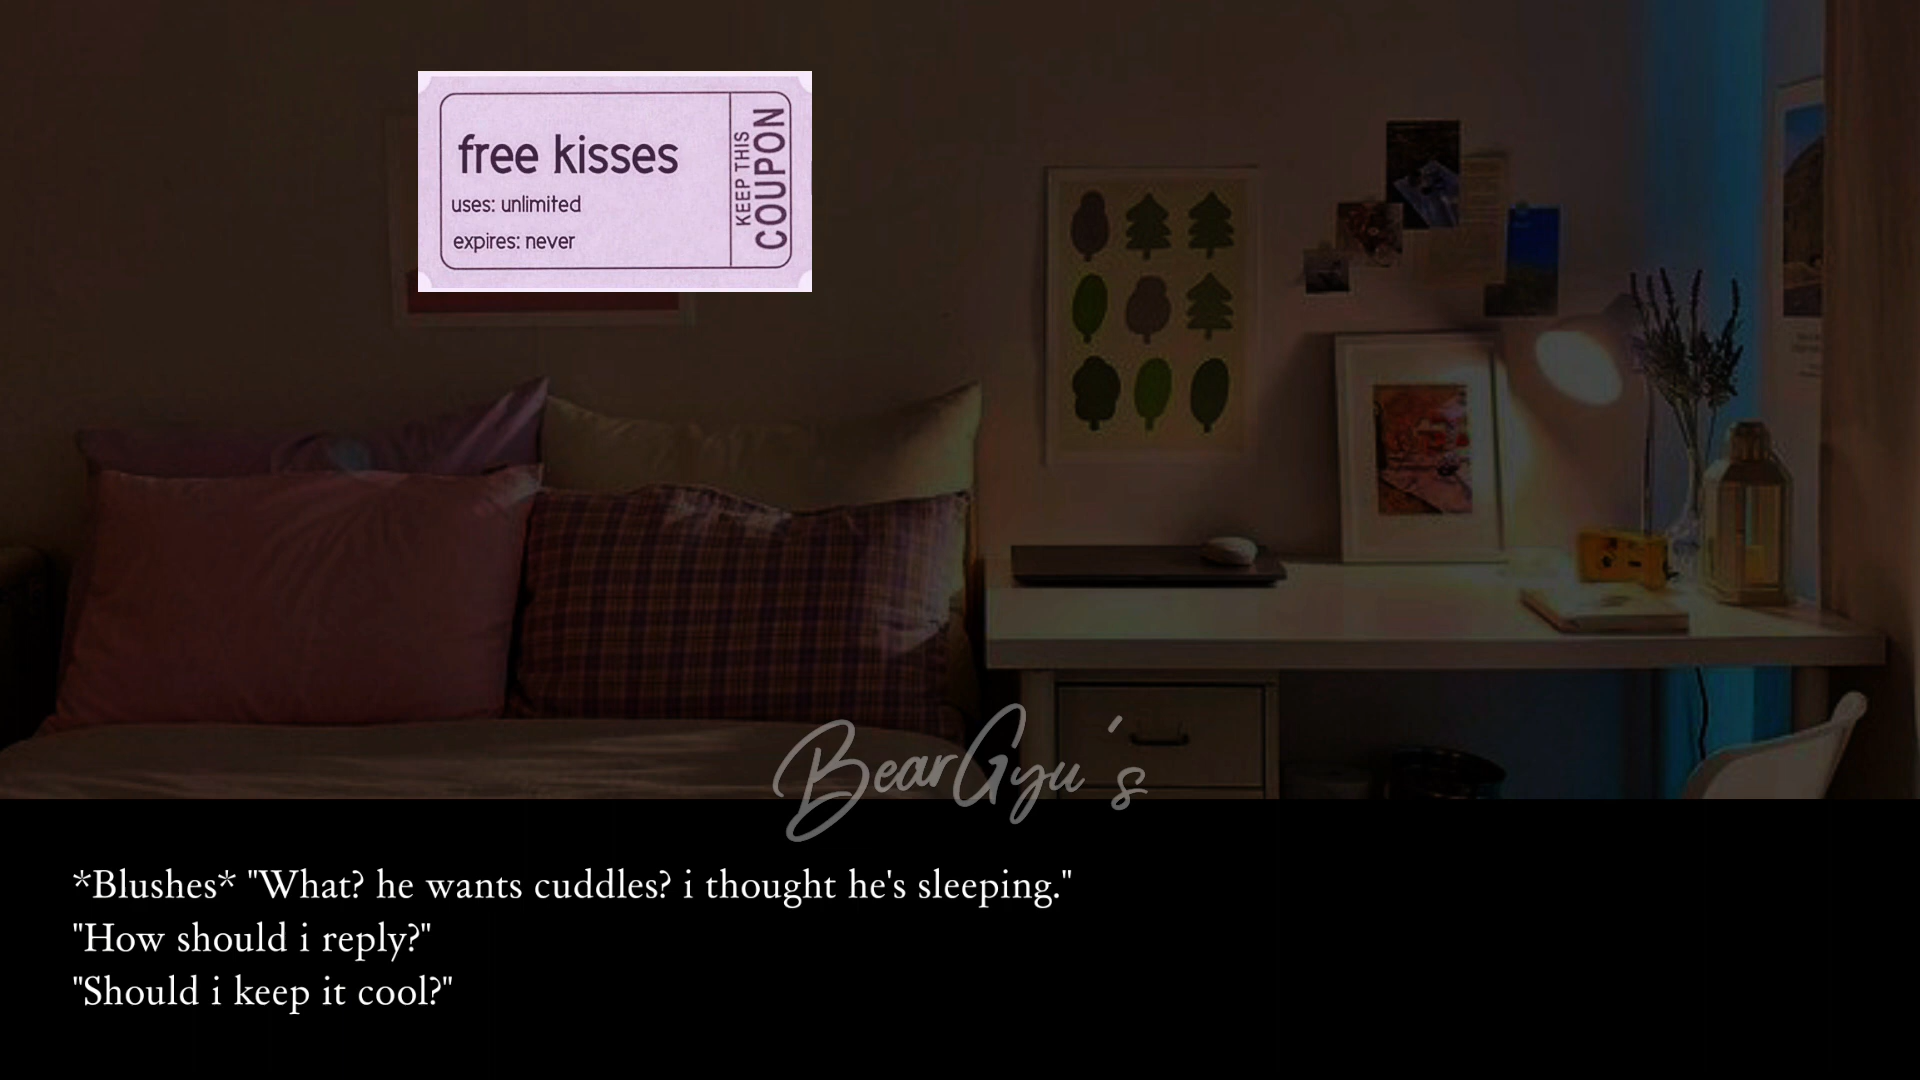 free kisses
uses: unlimited
expires: never
KEEP THIS
COUPON
BearGyu's
*Blushes* "What? he wants cuddles? i thought he's sleeping."
"How should i reply?"
"Should i keep it cool?"